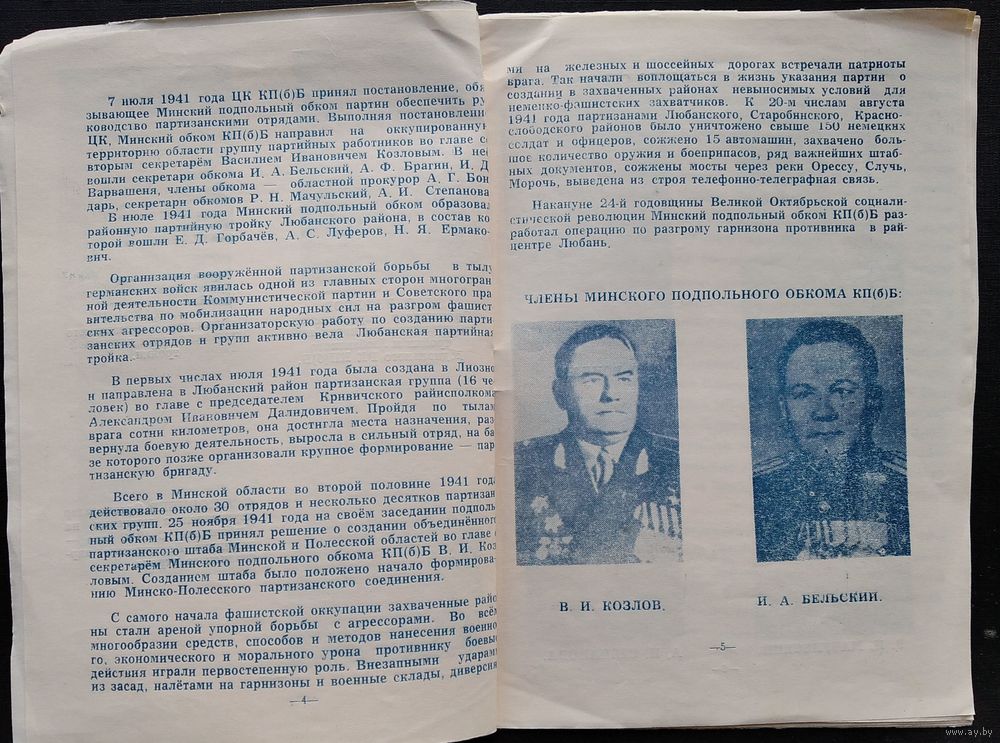 7 июля 1941 года ЦК КП(б)Б принял постановление, обя
зывающее Минский подпольный обком партии обеспечить ру
ководство партизанскими отрядами. Выполняя постановлени
ЦК, Минский обком КП(б)Б направил на оккупированную
территорию области группу партийных работников во главе с
вторым секретарём Василием Ивановичем Козловым. В нее
вошли секретари обкома И. А. Бельский, А. Ф. Брагин, И. Д
Варвашеня, члены обкома — областной прокурор А. Г. Бон
дарь, секретари обкомов Р. Н. Мачульский, А. И. Степанова
В июле 1941 года Минский подпольный обком образовал
районную партийную тройку Любанского района, в состав ко
торой вошли Е. Д. Горбачёв, А. С. Луферов, Н. Я. Ермако-
вич.
Организация вооружённой партизанской борьбы в тылу
германских войск явилась одной из главных сторон многогран
ной деятельности Коммунистической партии и Советского пра
вительства по мобилизации народных сил на разгром фашист
ских агрессоров. Организаторскую работу по созданию парти
занских отрядов и групп активно вела Любанская партийная
тройка.
В первых числах июля 1941 года была создана в Лиозно
и направлена в Любанский район партизанская группа (16 че
ловек) во главе с председателем Кривичского райисполкома
Александром Ивановичем Далидовичем. Пройдя по тылам
врага сотни километров, она достигла места назначения, раз
вернула боевую деятельность, выросла в сильный отряд, на ба
зе которого позже организовали крупное формирование — пар
тизанскую бригаду.
Всего в Минской области во второй половине 1941 года
действовало около 30 отрядов и несколько десятков партизан
ских групп. 25 ноября 1941 года на своём заседании подполь
ный обком КП(б)Б принял решение о создании объединённого
партизанского штаба Минской и Полесской областей во главе с
секретарём Минского подпольного обкома КП(б)Б В. И. Коз
ловым. Созданием штаба было положено начало формирова-
нию Минско-Полесского партизанского соединения.
С самого начала фашистской оккупации захваченные райо
ны стали ареной упорной борьбы с агрессорами. Во всём
многообразии средств, способов и методов нанесения военно
го, экономического и морального урона противнику боевые
действия играли первостепенную роль. Внезапными ударами
из засад, налётами на гарнизоны и военные склады, диверсия
—4—
ми на железных и шоссейных дорогах встречали патриоты
врага. Так начали воплощаться в жизнь указания партии о
создании в захваченных районах невыносимых условий для
немецко-фашистских захватчиков. К 20-м числам августа
1941 года партизанами Любанского, Старобинского, Красно-
слободского районов было уничтожено свыше 150 немецких
солдат и офицеров, сожжено 15 автомашин, захвачено боль-
шое количество оружия и боеприпасов, ряд важнейших штаб-
ных документов, сожжены мосты через реки Орессу, Случь,
Морочь, выведена из строя телефонно-телеграфная связь.
Накануне 24-й годовщины Великой Октябрьской социали-
стической революции Минский подпольный обком КП(б)Б раз-
работал операцию по разгрому гарнизона противника в рай-
центре Любань.
ЧЛЕНЫ МИНСКОГО ПОДПОЛЬНОГО ОБКОМА КП(б)Б:
В. И. КОЗЛОВ.
И. А. БЕЛЬСКИЙ.
—5—
www.ay.by